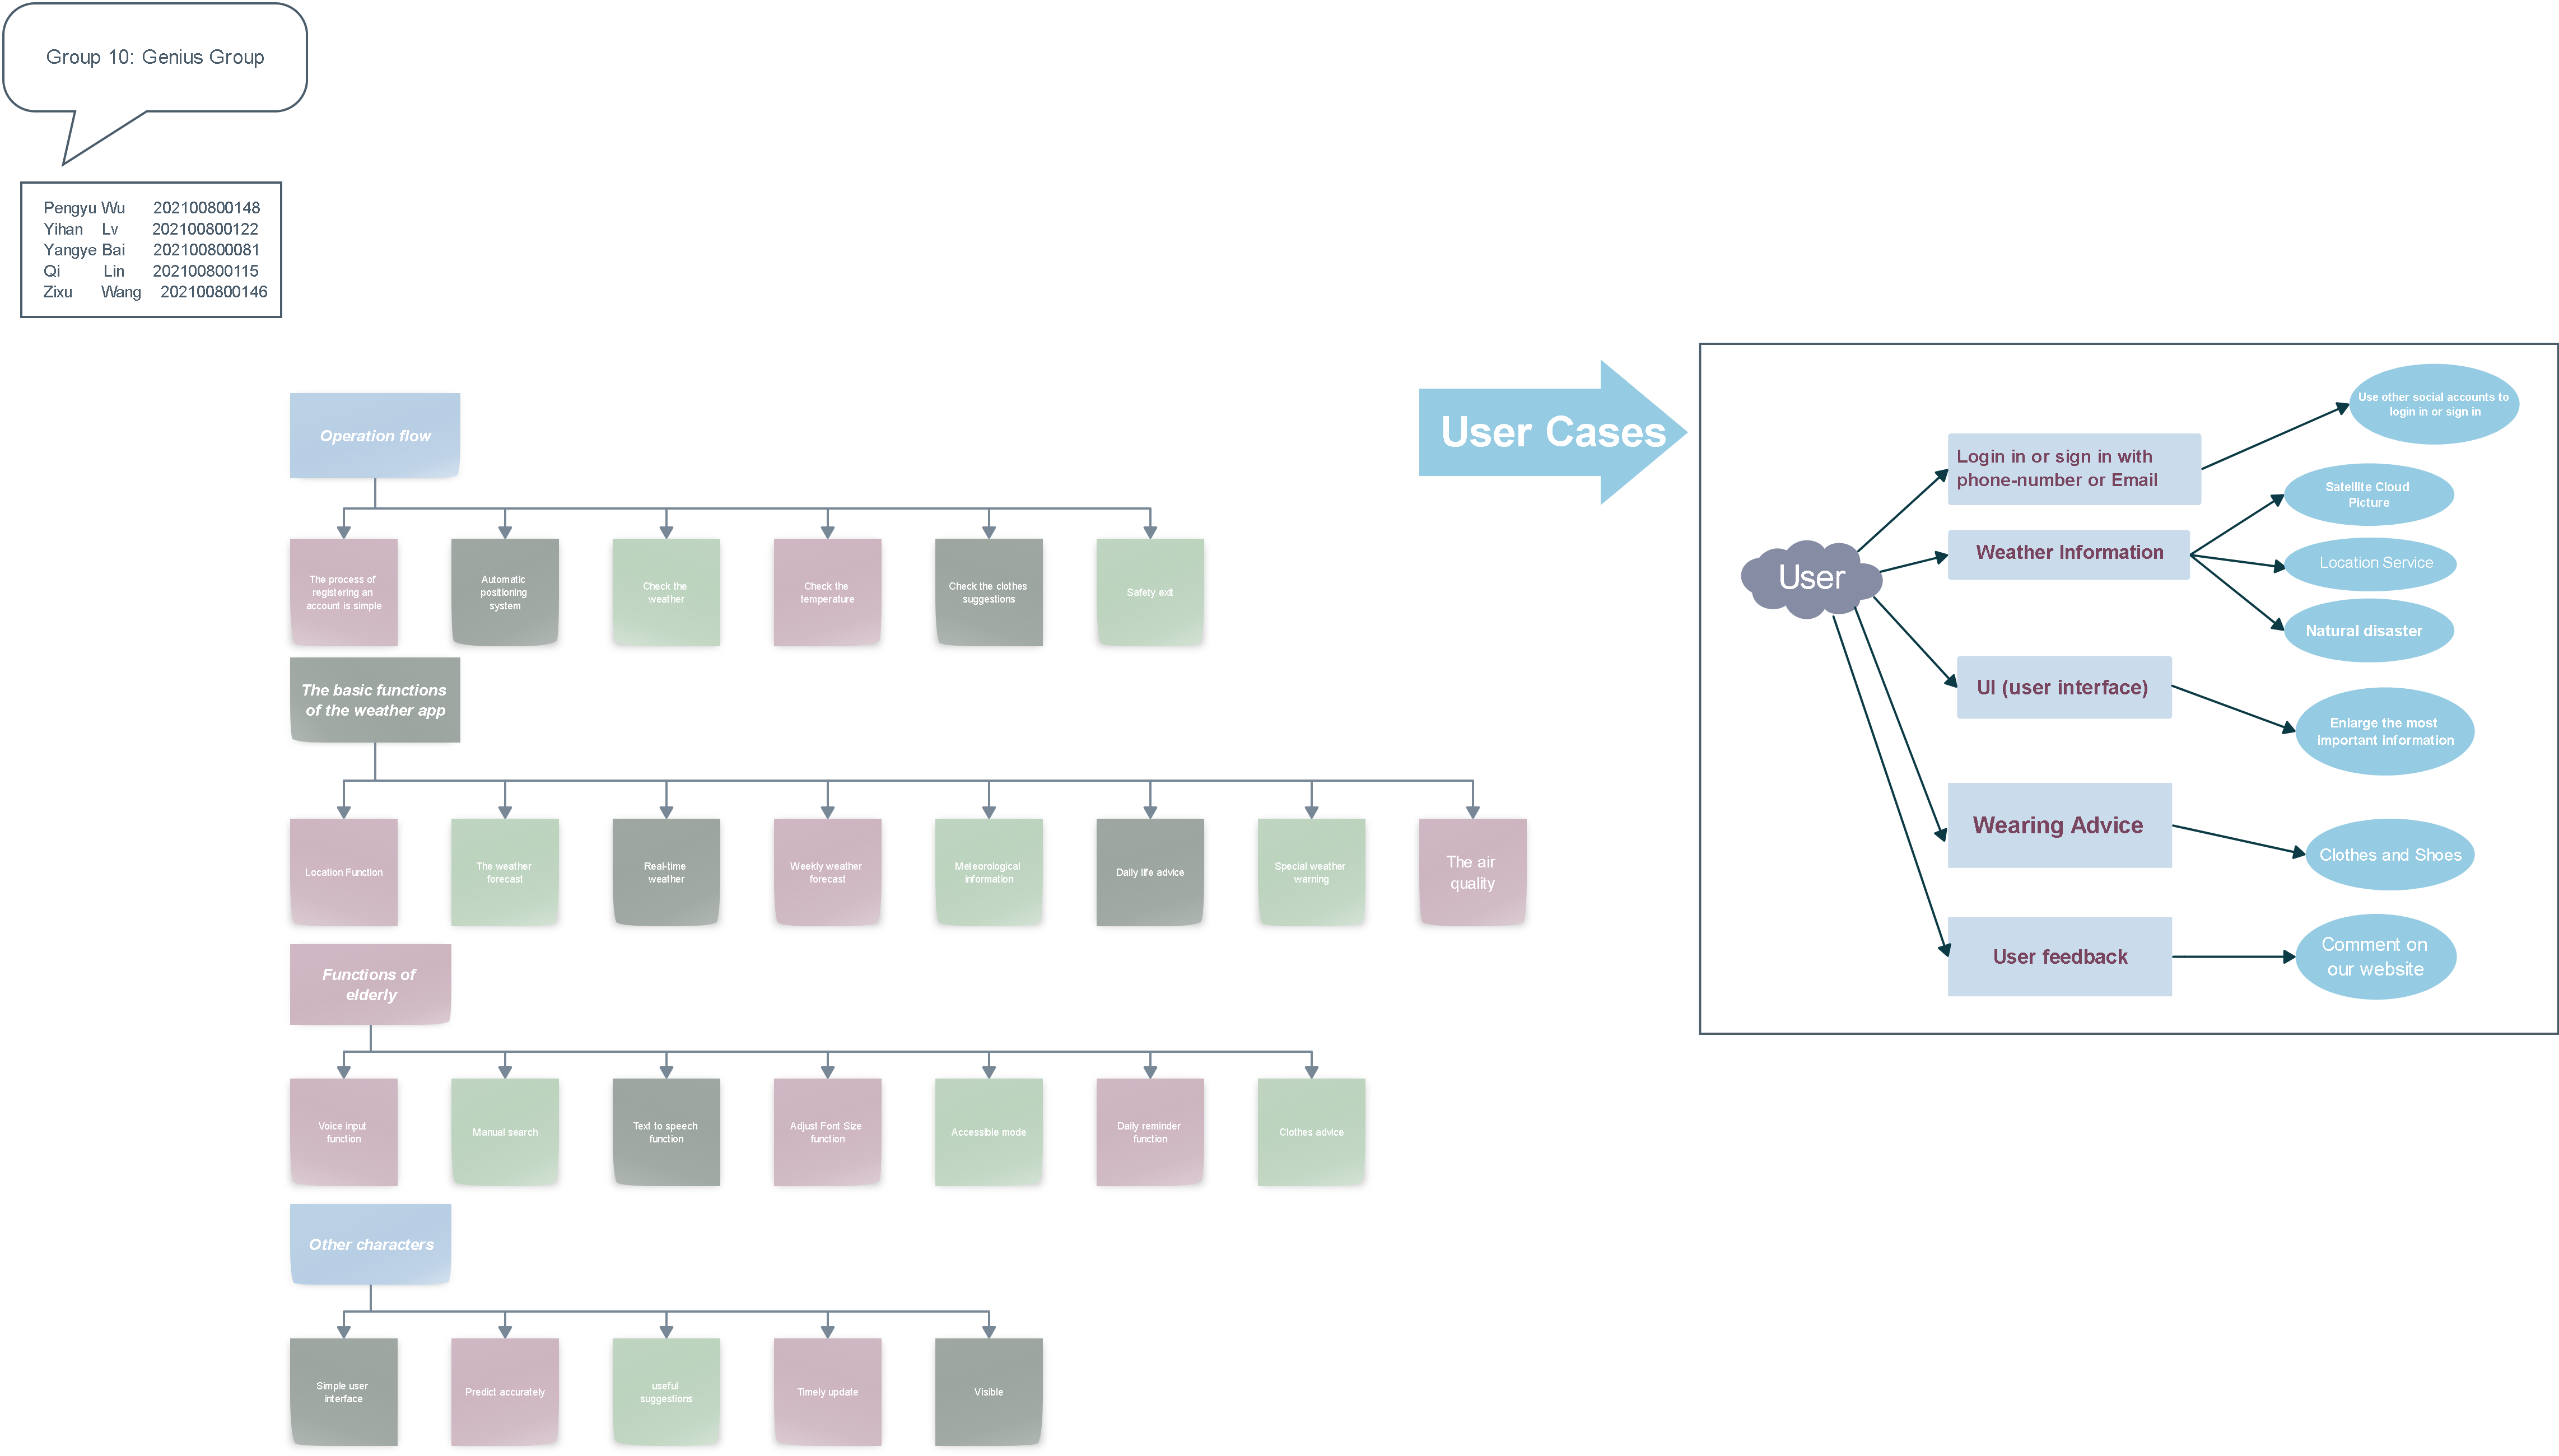 Group 10: Genius Group
Pengyu Wu 202100800148
Yihan Lv 202100800122
Yangye Bai 202100800081
Qi Lin 202100800115
Zixu Wang 202100800146
Operation flow
The process of
registering an
account is simple
Automatic
positioning
system
Check the
weather
Check the
temperature
Check the clothes
suggestions
Safety exit
The basic functions
of the weather app
Location Function
The weather
forecast
Real-time
weather
Weekly weather
forecast
Meteorological
information
Daily life advice
Special weather
warning
The air
quality
Functions of
elderly
Voice input
function
Manual search
Text to speech
function
Adjust Font Size
function
Accessible mode
Daily reminder
function
Clothes advice
Other characters
Simple user
interface
Predict accurately
useful
suggestions
Timely update
Visible
User Cases
User
Login in or sign in with
phone-number or Email
Use other social accounts to
login in or sign in
Weather Information
Satellite Cloud
Picture
Location Service
Natural disaster
UI (user interface)
Enlarge the most
important information
Wearing Advice
Clothes and Shoes
User feedback
Comment on
our website